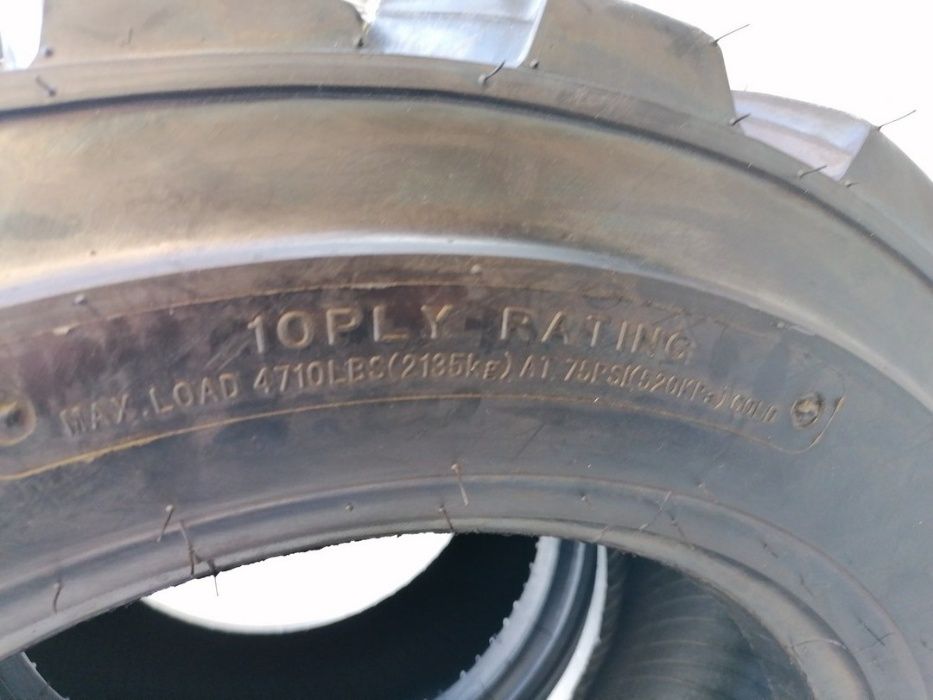 10PLY RATING
MAX. LOAD 4710LBS(2135kg) AT 75PSI(520KPa) COLD